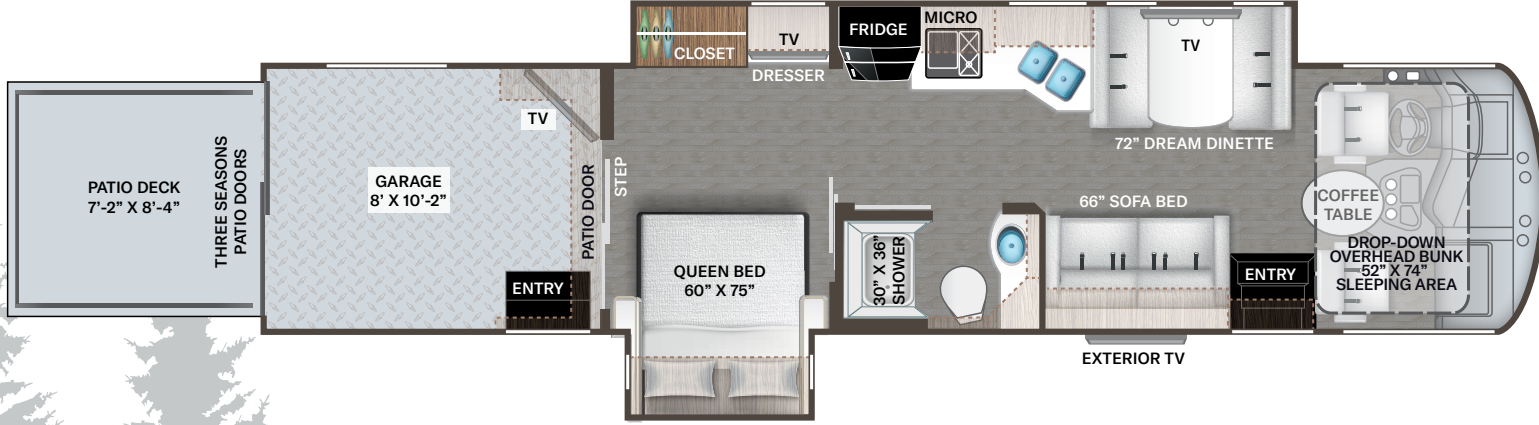 PATIO DECK
7'-2" X 8'-4"
THREE SEASONS
PATIO DOORS
GARAGE
8' X 10'-2"
TV
ENTRY
PATIO DOOR
STEP
CLOSET
TV
DRESSER
QUEEN BED
60" X 75"
FRIDGE
MICRO
30" X 36"
SHOWER
TV
72" DREAM DINETTE
66" SOFA BED
ENTRY
EXTERIOR TV
COFFEE
TABLE
DROP-DOWN
OVERHEAD BUNK
52" X 74"
SLEEPING AREA